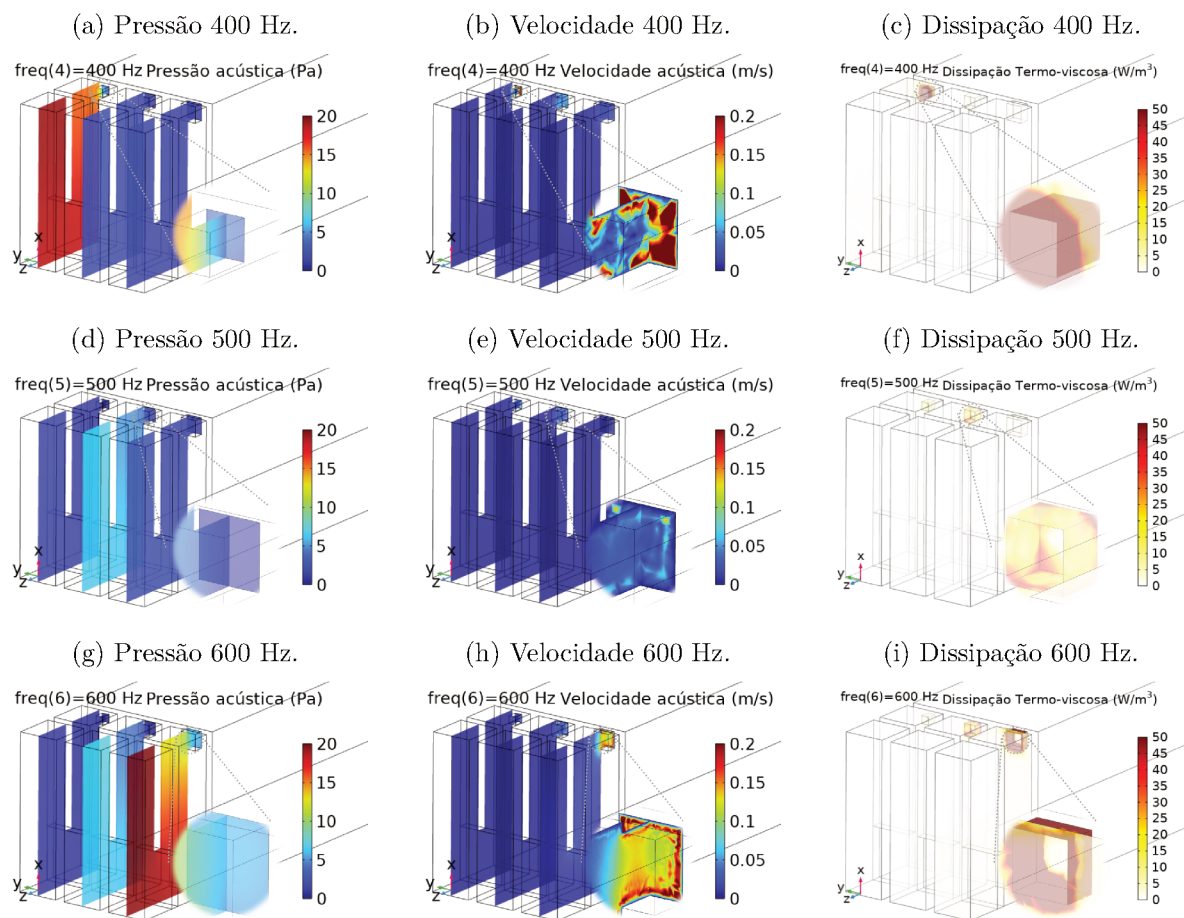 (a) Pressão 400 Hz.
(b) Velocidade 400 Hz.
(c) Dissipação 400 Hz.
freq(4)=400 Hz Pressão acústica (Pa)
20
15
10
5
0
x
y
z
freq(4)=400 Hz Velocidade acústica (m/s)
0.2
0.15
0.1
0.05
0
x
y
z
freq(4)=400 Hz Dissipação Termo-viscosa (W/m³)
50
45
40
35
30
25
20
15
10
5
0
x
y
z
(d) Pressão 500 Hz.
(e) Velocidade 500 Hz.
(f) Dissipação 500 Hz.
freq(5)=500 Hz Pressão acústica (Pa)
20
15
10
5
0
x
y
z
freq(5)=500 Hz Velocidade acústica (m/s)
0.2
0.15
0.1
0.05
0
x
y
z
freq(5)=500 Hz Dissipação Termo-viscosa (W/m³)
50
45
40
35
30
25
20
15
10
5
0
x
y
z
(g) Pressão 600 Hz.
(h) Velocidade 600 Hz.
(i) Dissipação 600 Hz.
freq(6)=600 Hz Pressão acústica (Pa)
20
15
10
5
0
x
y
z
freq(6)=600 Hz Velocidade acústica (m/s)
0.2
0.15
0.1
0.05
0
x
y
z
freq(6)=600 Hz Dissipação Termo-viscosa (W/m³)
50
45
40
35
30
25
20
15
10
5
0
x
y
z